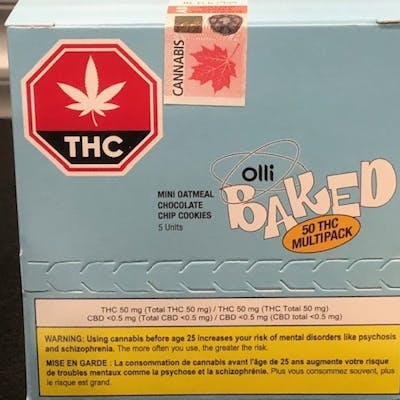 CANNABIS
THC
olli
BAKED
MINI OATMEAL
CHOCOLATE
CHIP COOKIES
5 Units
50 THC
MULTIPACK
THC 50 mg (Total THC 50 mg) / THC 50 mg (THC Total 50 mg)
CBD <0.5 mg (Total CBD <0.5 mg) / CBD <0.5 mg (CBD total <0.5 mg)
WARNING: Using cannabis before age 25 increases your risk of mental disorders like psychosis
and schizophrenia. The more often you use, the greater the risk.
MISE EN GARDE : La consommation de cannabis avant l'âge de 25 ans augmente votre risque
de troubles mentaux comme la psychose et la schizophrénie. Plus vous consommez souvent, plus
le risque est grand.